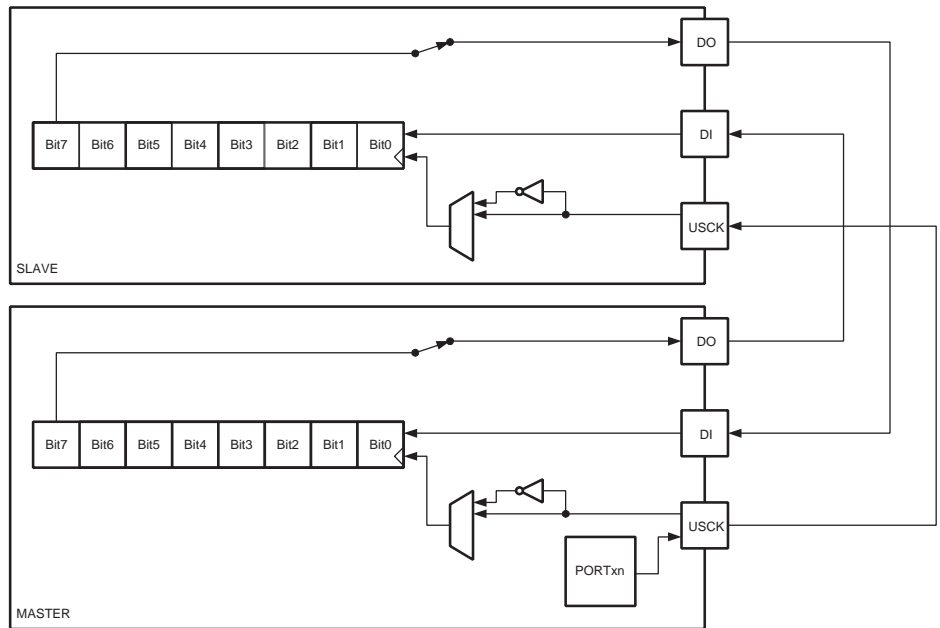 DO
Bit7 Bit6 Bit5 Bit4 Bit3 Bit2 Bit1 Bit0
DI
USCK
SLAVE
DO
Bit7 Bit6 Bit5 Bit4 Bit3 Bit2 Bit1 Bit0
DI
USCK
PORTxn
MASTER